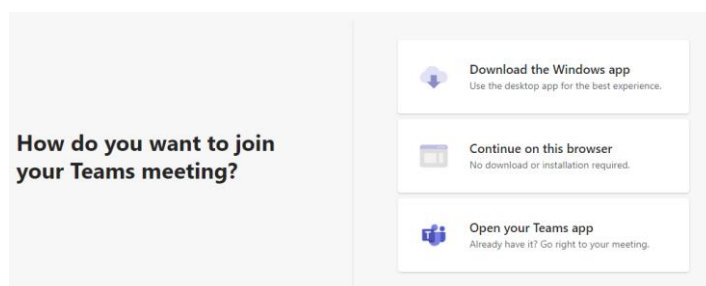 How do you want to join
your Teams meeting?
Download the Windows app
Use the desktop app for the best experience.
Continue on this browser
No download or installation required.
Open your Teams app
Already have it? Go right to your meeting.